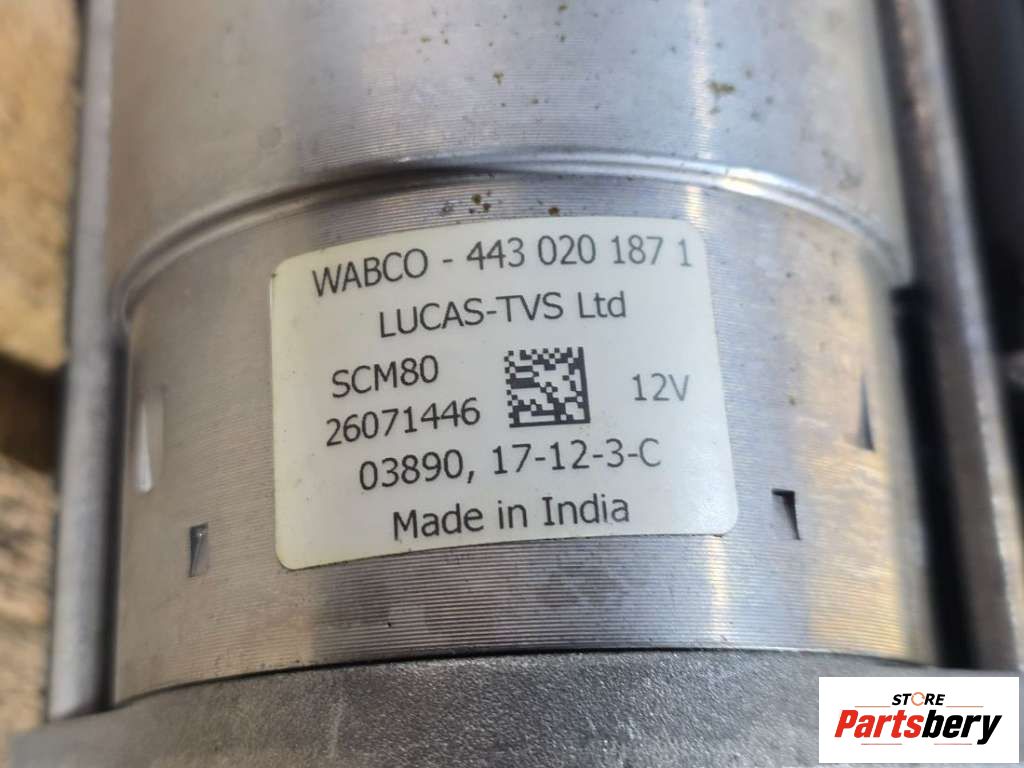 WABCO - 443 020 187 1
LUCAS-TVS Ltd
SCM80
26071446
12V
03890, 17-12-3-C
Made in India
STORE
Partsbery